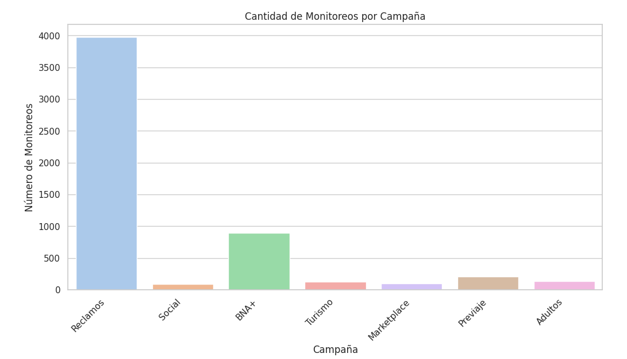 Cantidad de Monitoreos por Campaña
4000
3500
3000
2500
2000
1500
1000
500
0
Número de Monitoreos
Reclamos
Social
BNA+
Turismo
Marketplace
Previaje
Adultos
Campaña